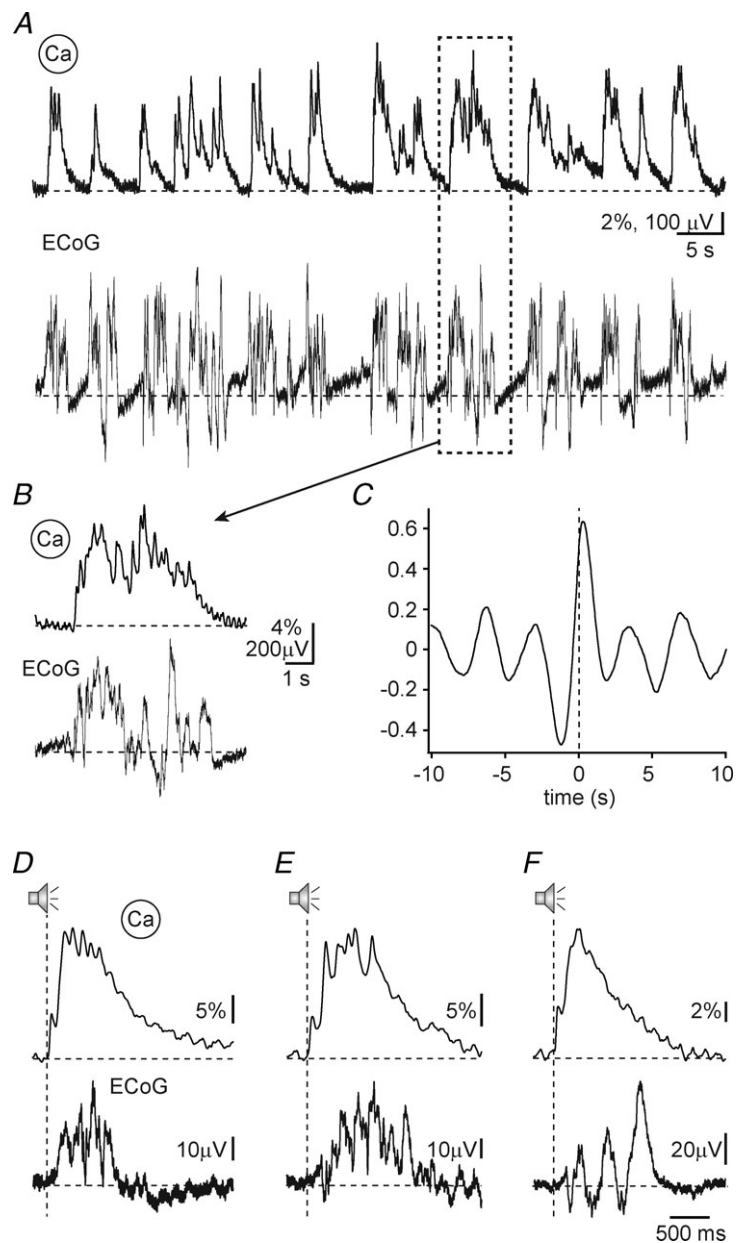 A
Ca
2%, 100 μV
5 s
ECoG
B
Ca
4%
200μV
1 s
ECoG
C
0.6
0.4
0.2
0
-0.2
-0.4
-10 -5 0 5 10
time (s)
D E F
Ca
5% 5% 2%
ECoG
10μV 10μV 20μV
500 ms